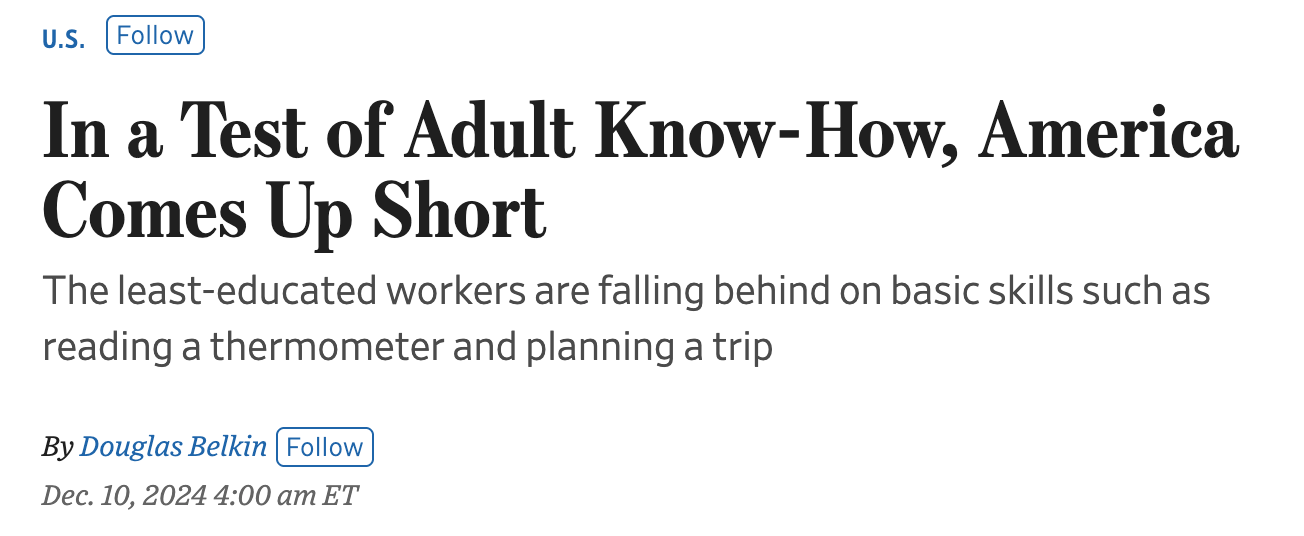 U.S. Follow
In a Test of Adult Know-How, America
Comes Up Short
The least-educated workers are falling behind on basic skills such as
reading a thermometer and planning a trip
By Douglas Belkin Follow
Dec. 10, 2024 4:00 am ET